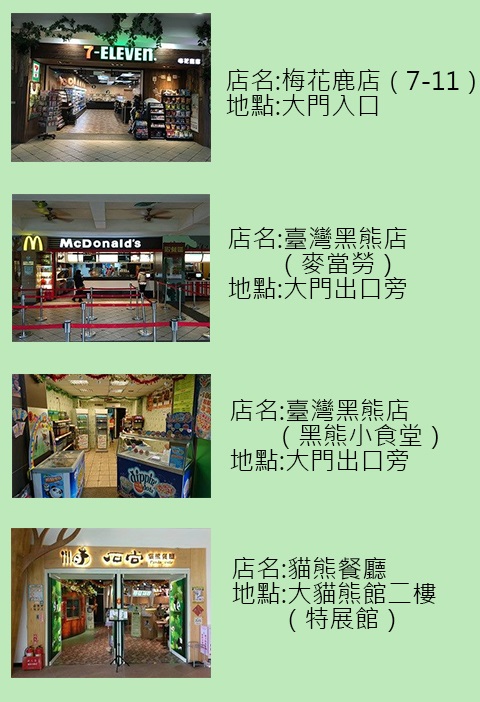 7-ELEVEN.
店名:梅花鹿店(7-11)
地點:大門入口
McDonald's
店名:臺灣黑熊店
(麥當勞)
地點:大門出口旁
dippin' dots
店名:臺灣黑熊店
(黑熊小食堂)
地點:大門出口旁
石尚
店名:貓熊餐廳
地點:大貓熊館二樓
(特展館)